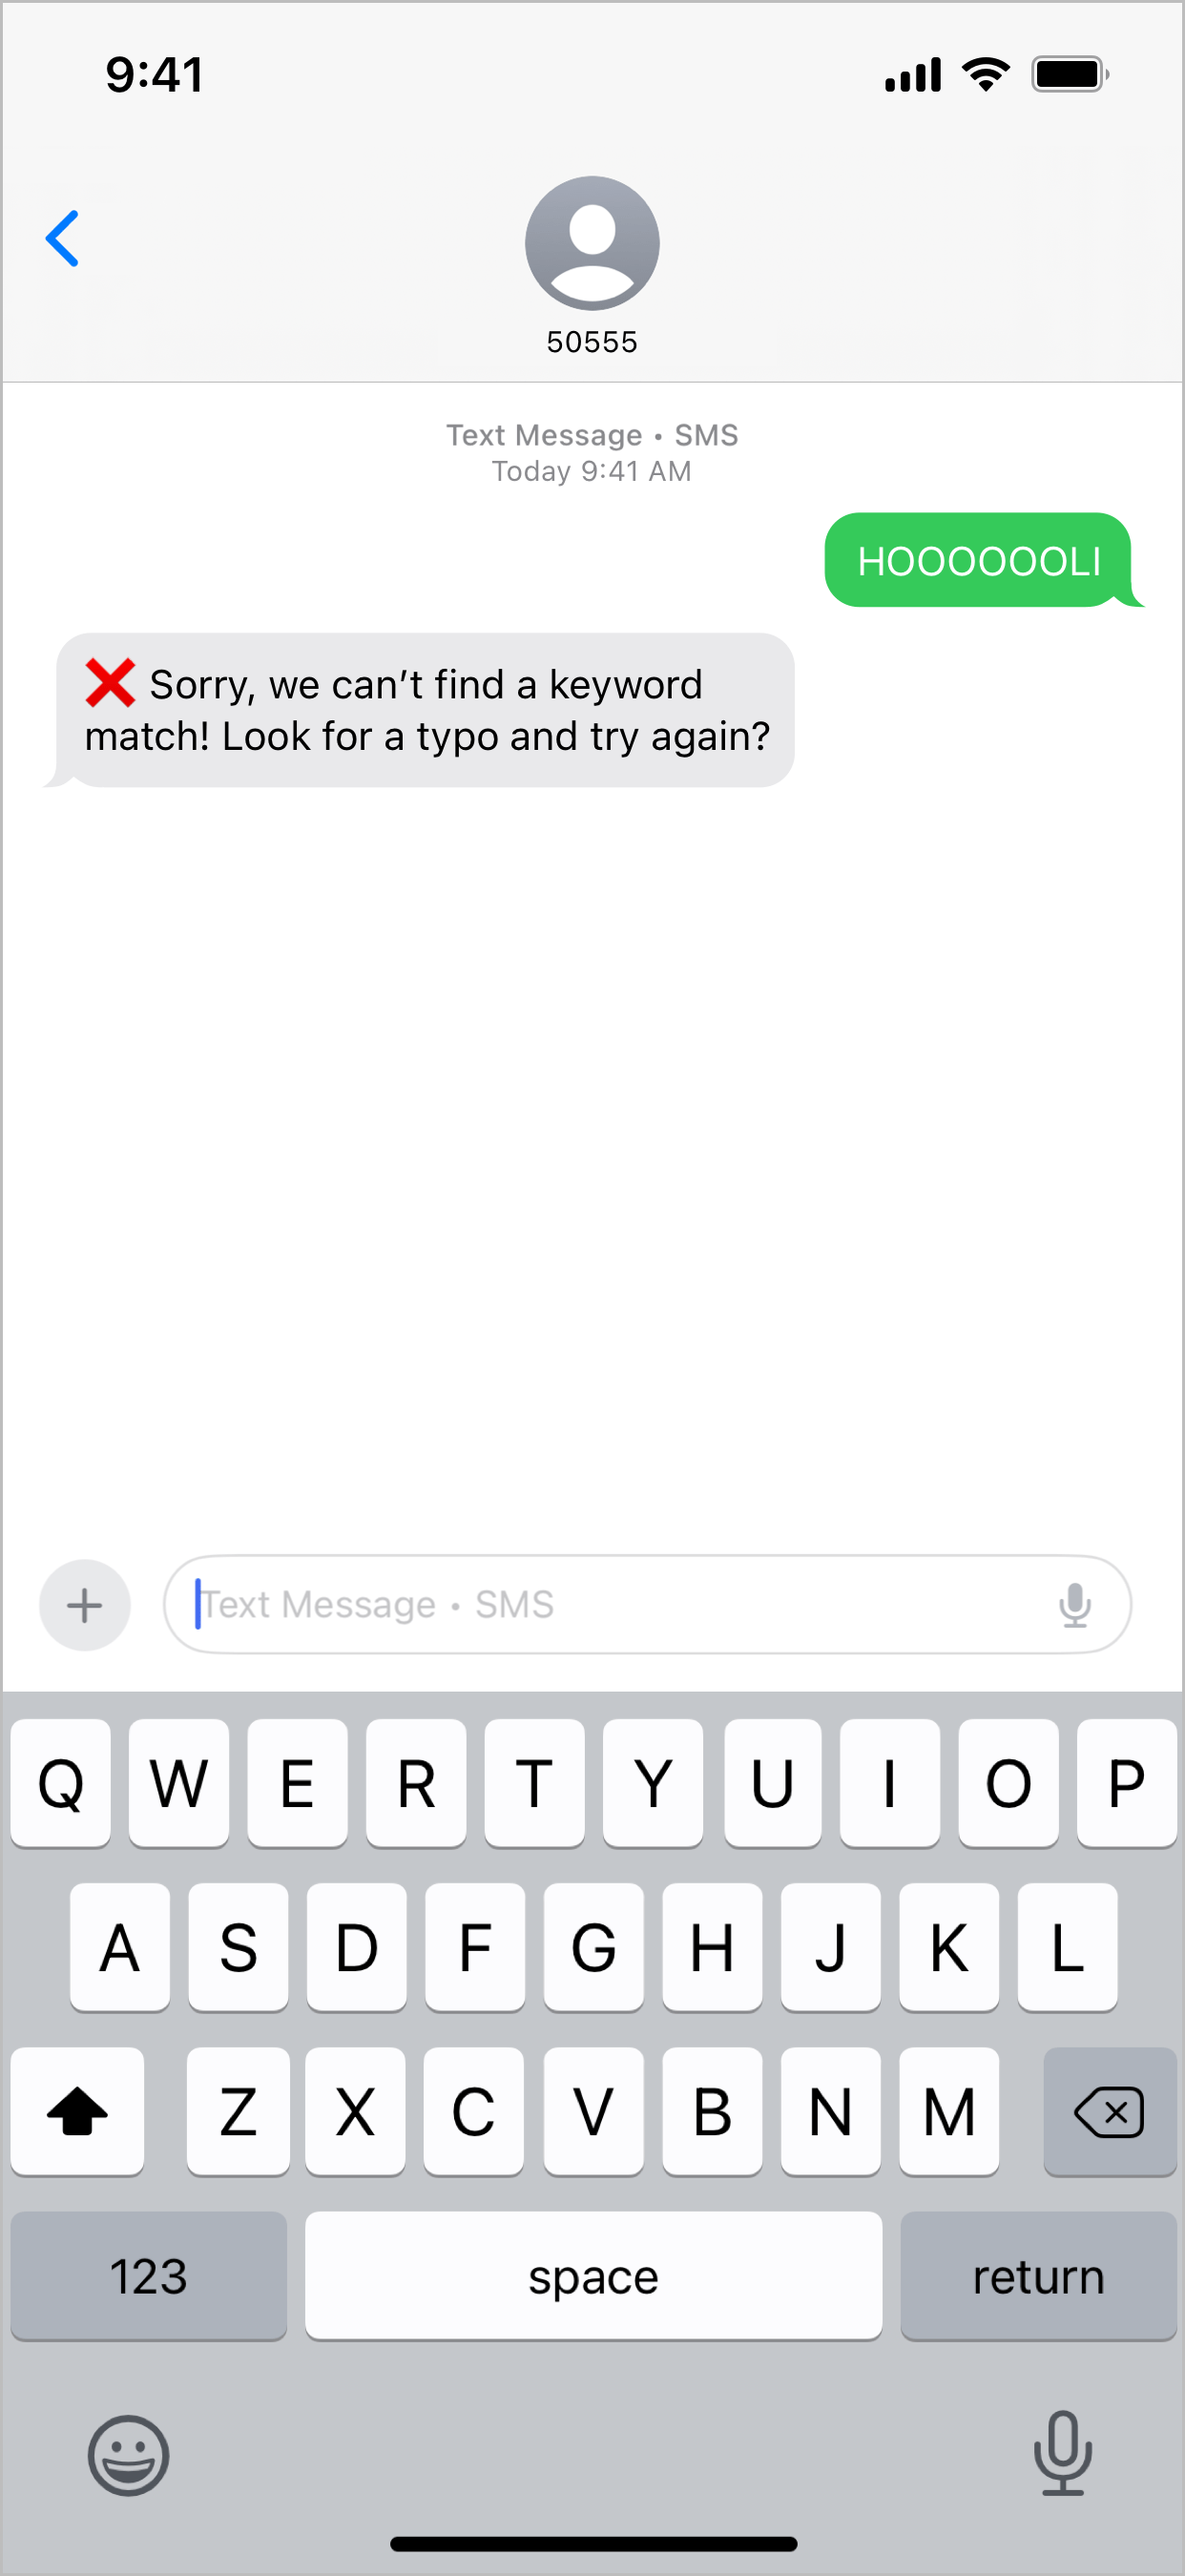 9:41
50555
Text Message • SMS
Today 9:41 AM
HOOOOOOLI
❌ Sorry, we can’t find a keyword
match! Look for a typo and try again?
Text Message • SMS
Q W E R T Y U I O P
A S D F G H J K L
Z X C V B N M
123 space return